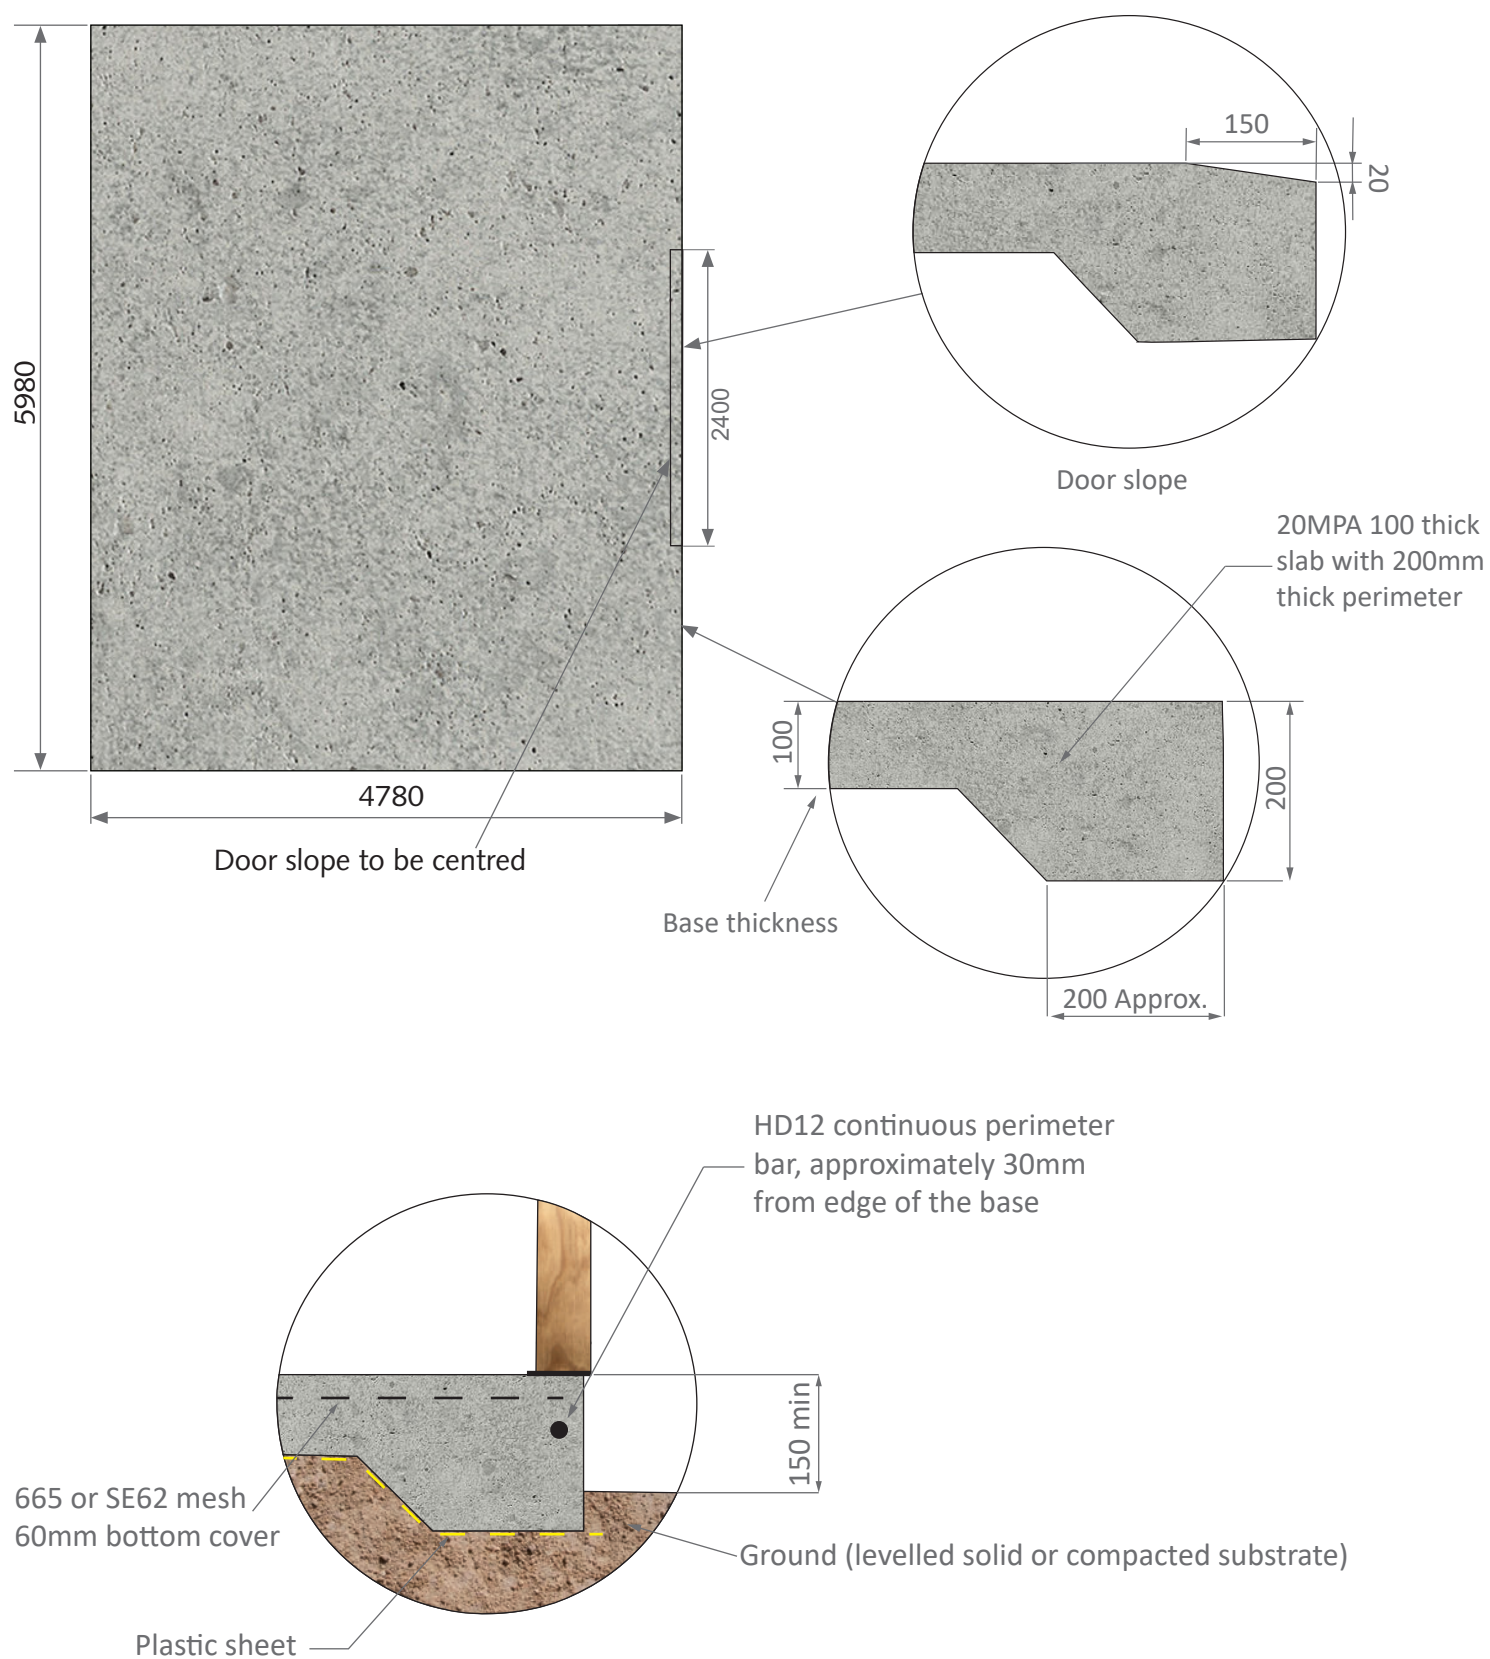 5980
4780
2400
Door slope to be centred
150
20
Door slope
20MPA 100 thick
slab with 200mm
thick perimeter
100
200
Base thickness
200 Approx.
HD12 continuous perimeter
bar, approximately 30mm
from edge of the base
150 min
665 or SE62 mesh
60mm bottom cover
Ground (levelled solid or compacted substrate)
Plastic sheet